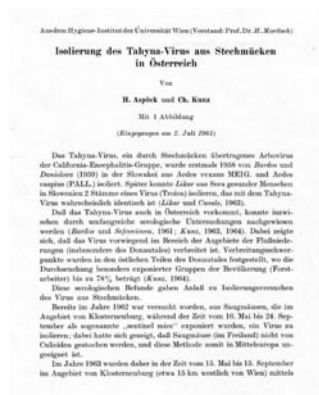 Aus dem Hygiene-Institut der Universität Wien (Vorstand: Prof. Dr. H. Moritsch)
Isolierung des Tahyna-Virus aus Stechmücken
in Österreich
Von
H. Aspöck und Ch. Kunz
Mit 1 Abbildung
(Eingegangen am 2. Juli 1965)
Das Tahyna-Virus, ein durch Stechmücken übertragenes Arbovirus
der California-Encephalitis-Gruppe, wurde erstmals 1958 von Bardos und
Danielova (1959) in der Slowakei aus Aedes vexans MEIG. und Aedes
caspius (PALL.) isoliert. Später konnte Likar aus Sera gesunder Menschen
in Slowenien 2 Stämme eines Virus (Trojica) isolieren, das mit dem Tahyna-
Virus wahrscheinlich identisch ist (Likar und Casals, 1963).
Daß das Tahyna-Virus auch in Österreich vorkommt, konnte inzwi-
schen durch umfangreiche serologische Untersuchungen nachgewiesen
werden (Bardos und Sefcovicova, 1961; Kunz, 1963, 1964). Dabei zeigte
sich, daß das Virus vorwiegend im Bereich der Augebiete der Flußniede-
rungen (insbesondere des Donautales) verbreitet ist. Verbreitungsschwer-
punkte wurden in den östlichen Teilen des Donautales festgestellt, wo die
Durchseuchung besonders exponierter Gruppen der Bevölkerung (Forst-
arbeiter) bis zu 78% beträgt (Kunz, 1964).
Diese serologischen Befunde gaben Anlaß zu Isolierungsversuchen
des Virus aus Stechmücken.
Bereits im Jahre 1962 war versucht worden, aus Saugmäusen, die im
Augebiet von Klosterneuburg, während der Zeit vom 16. Mai bis 24. Sep-
tember als sogenannte „sentinel mice" exponiert wurden, ein Virus zu
isolieren; dabei hatte sich gezeigt, daß Saugmäuse (im Freiland) nicht von
Culiciden gestochen werden, und diese Methode somit in Mitteleuropa un-
geeignet ist.
Im Jahre 1963 wurden daher in der Zeit vom 15. Mai bis 13. September
im Augebiet von Klosterneuburg (etwa 15 km westlich von Wien) mittels